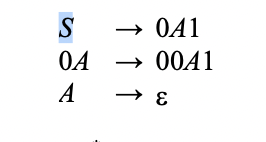 S → 0A1
0A → 00A1
A → ε